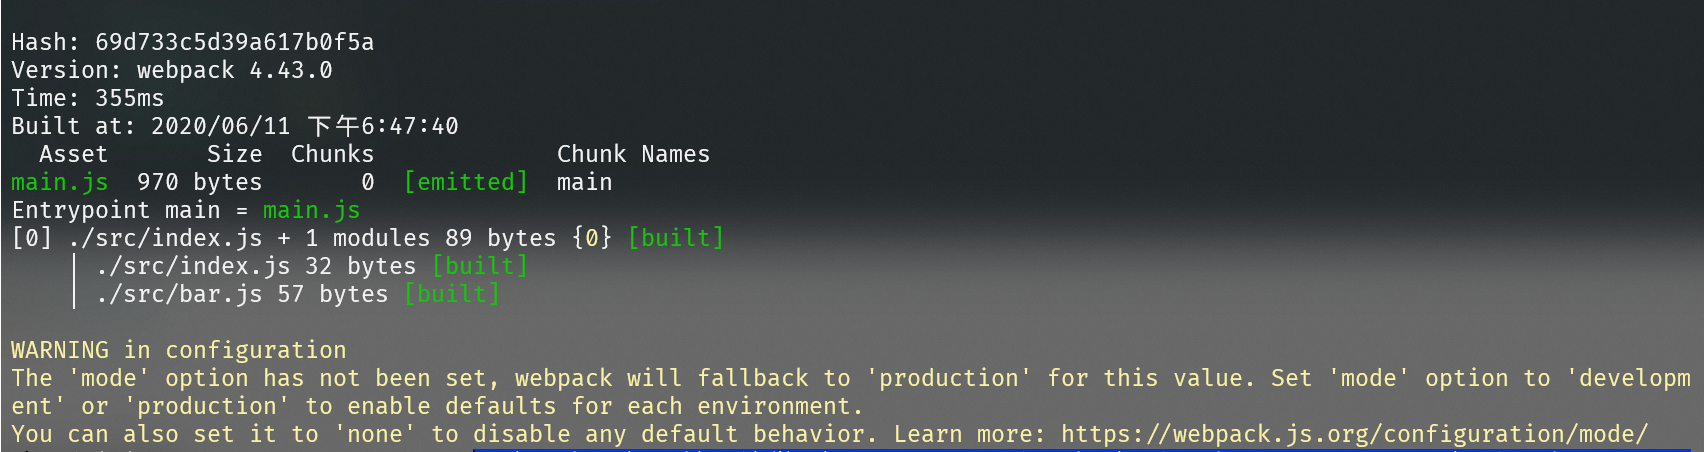 Hash: 69d733c5d39a617b0f5a
Version: webpack 4.43.0
Time: 355ms
Built at: 2020/06/11 下午6:47:40
  Asset       Size  Chunks             Chunk Names
main.js  970 bytes       0  [emitted]  main
Entrypoint main = main.js
[0] ./src/index.js + 1 modules 89 bytes {0} [built]
    | ./src/index.js 32 bytes [built]
    | ./src/bar.js 57 bytes [built]

WARNING in configuration
The 'mode' option has not been set, webpack will fallback to 'production' for this value. Set 'mode' option to 'developm
ent' or 'production' to enable defaults for each environment.
You can also set it to 'none' to disable any default behavior. Learn more: https://webpack.js.org/configuration/mode/